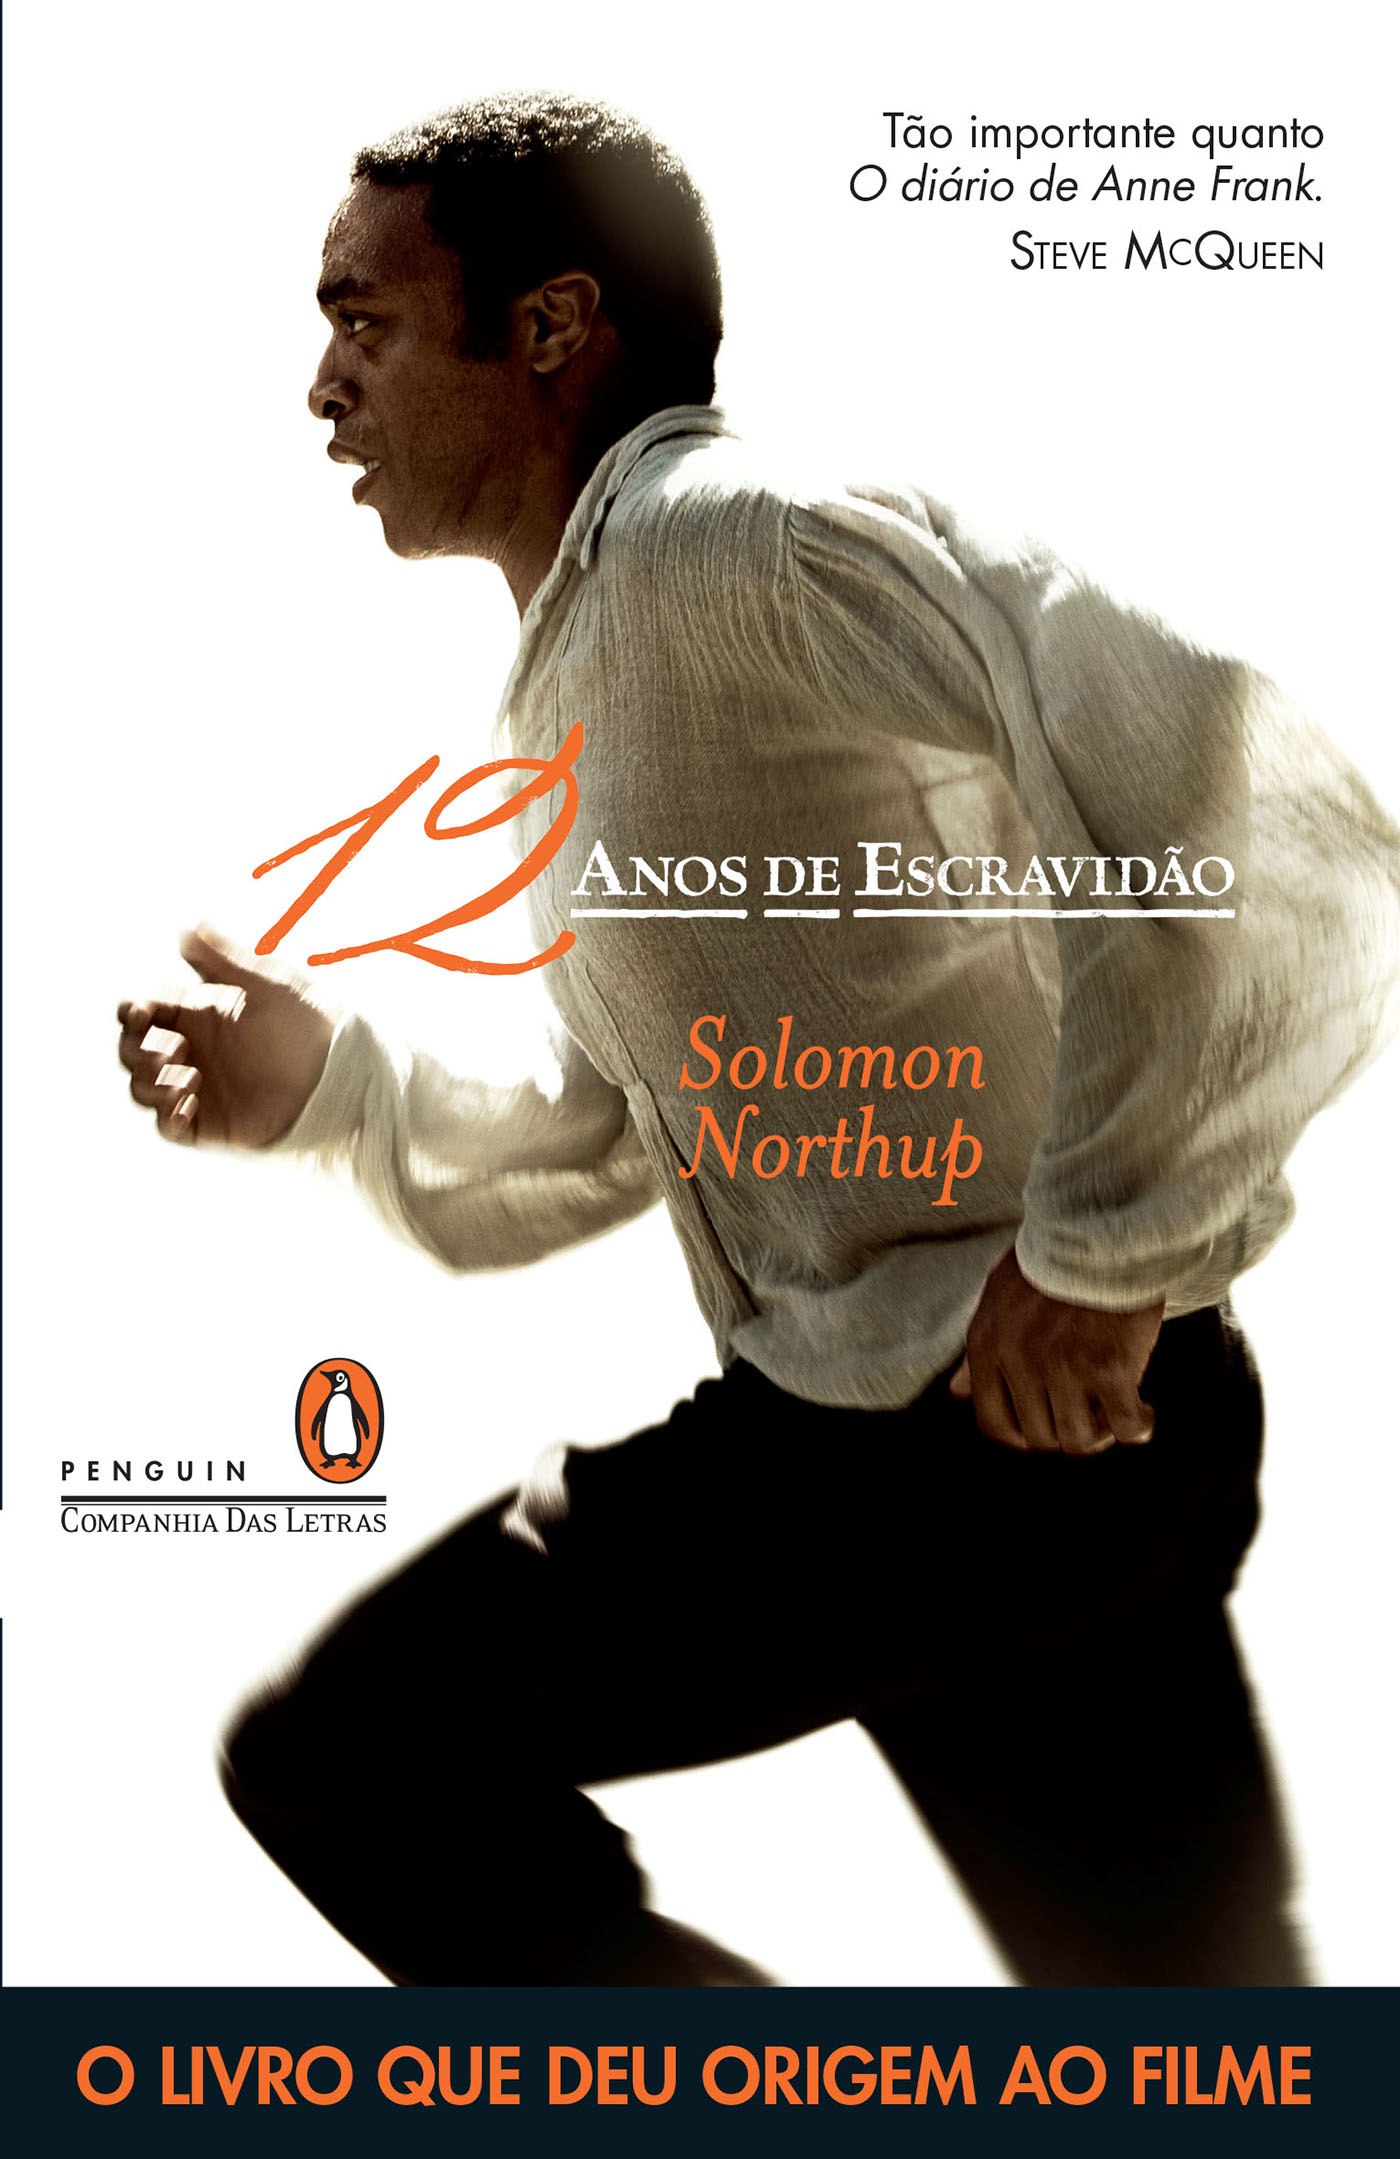 Tão importante quanto
O diário de Anne Frank.
STEVE MCQUEEN
12 ANOS DE ESCRAVIDÃO
Solomon
Northup
PENGUIN
COMPANHIA DAS LETRAS
O LIVRO QUE DEU ORIGEM AO FILME